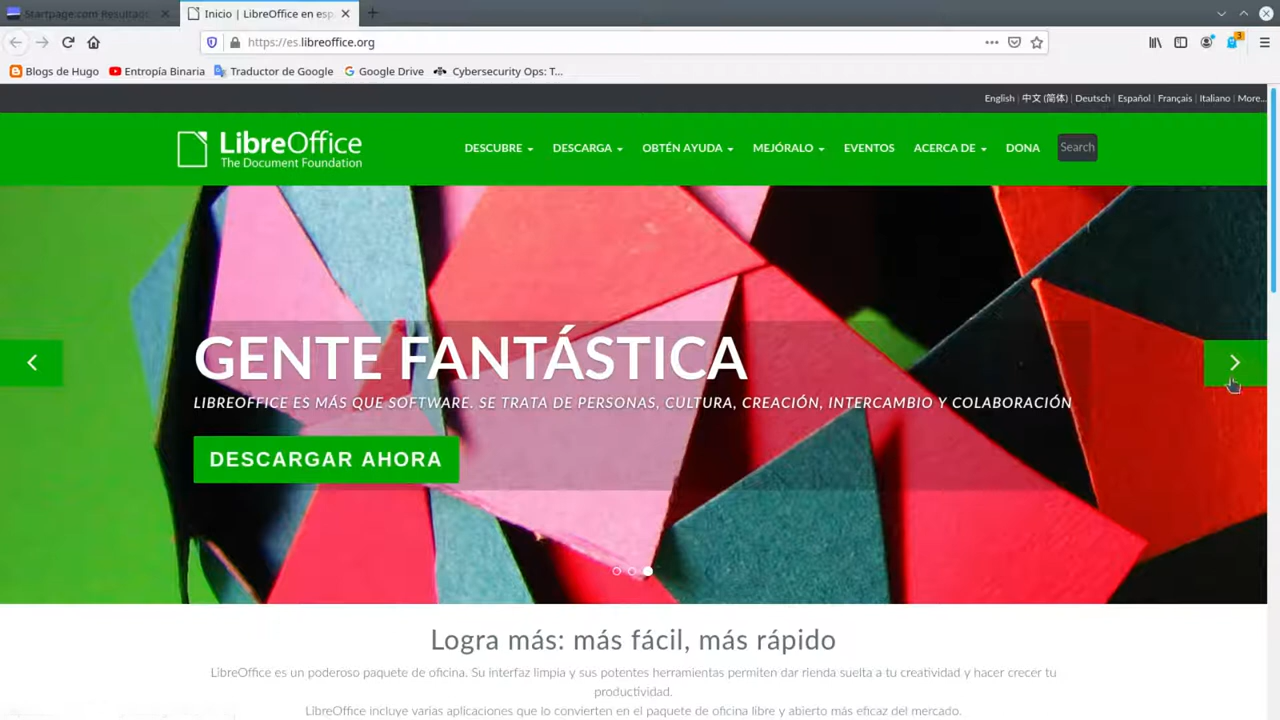 Startpage.com Resultado
Inicio | LibreOffice en esp
https://es.libreoffice.org
3
Blogs de Hugo
Entropía Binaria
Traductor de Google
Google Drive
Cybersecurity Ops: T...
English | 中文 (简体) | Deutsch | Español | Français | Italiano | More...
LibreOffice
The Document Foundation
DESCUBRE
DESCARGA
OBTÉN AYUDA
MEJÓRALO
EVENTOS
ACERCA DE
DONA
Search
GENTE FANTÁSTICA
LIBREOFFICE ES MÁS QUE SOFTWARE. SE TRATA DE PERSONAS, CULTURA, CREACIÓN, INTERCAMBIO Y COLABORACIÓN
DESCARGAR AHORA
Logra más: más fácil, más rápido
LibreOffice es un poderoso paquete de oficina. Su interfaz limpia y sus potentes herramientas permiten dar rienda suelta a tu creatividad y hacer crecer tu
productividad.
LibreOffice incluye varias aplicaciones que lo convierten en el paquete de oficina libre y abierto más eficaz del mercado.